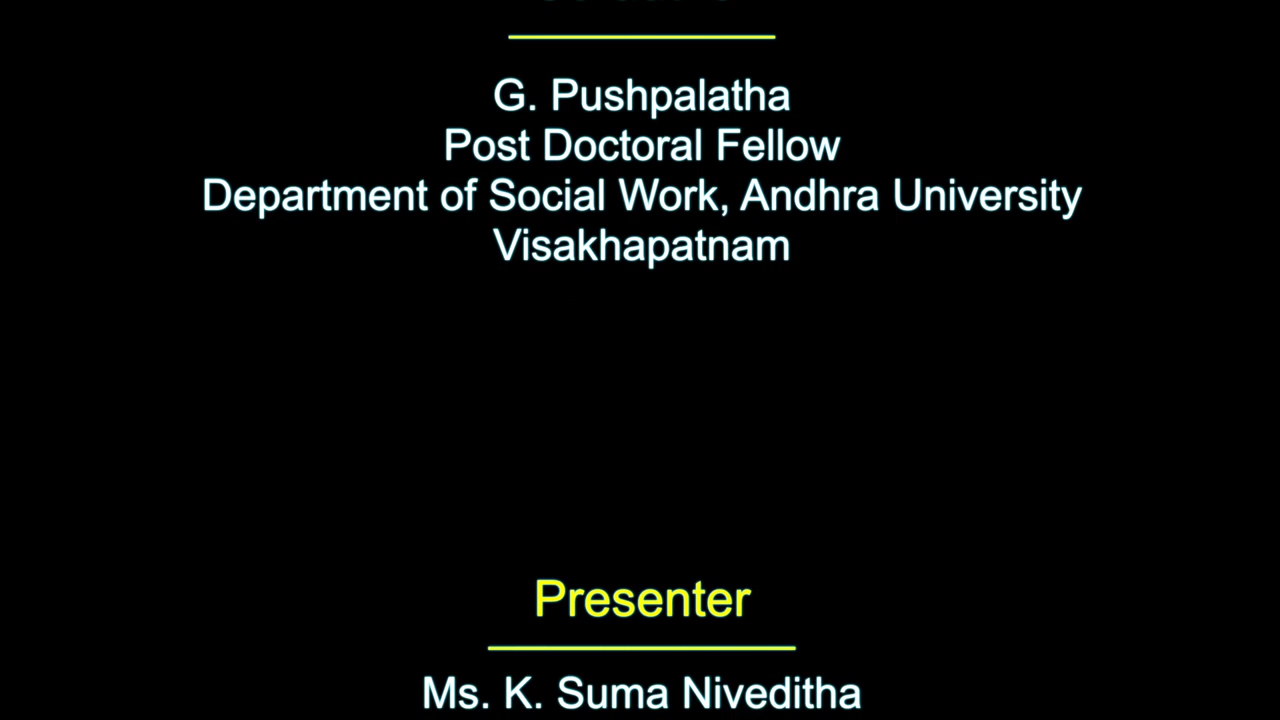 G. Pushpalatha
Post Doctoral Fellow
Department of Social Work, Andhra University
Visakhapatnam
Presenter
Ms. K. Suma Niveditha